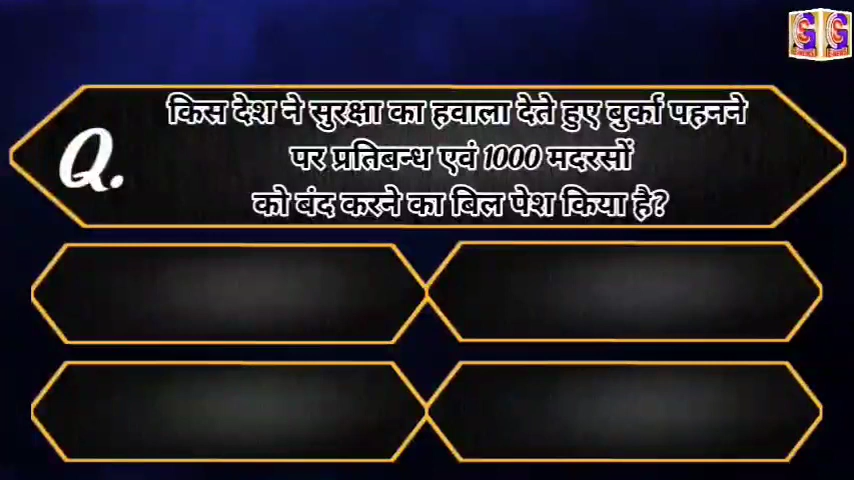 Q.
किस देश ने सुरक्षा का हवाला देते हुए बुर्का पहनने
पर प्रतिबन्ध एवं 1000 मदरसों
को बंद करने का बिल पेश किया है?